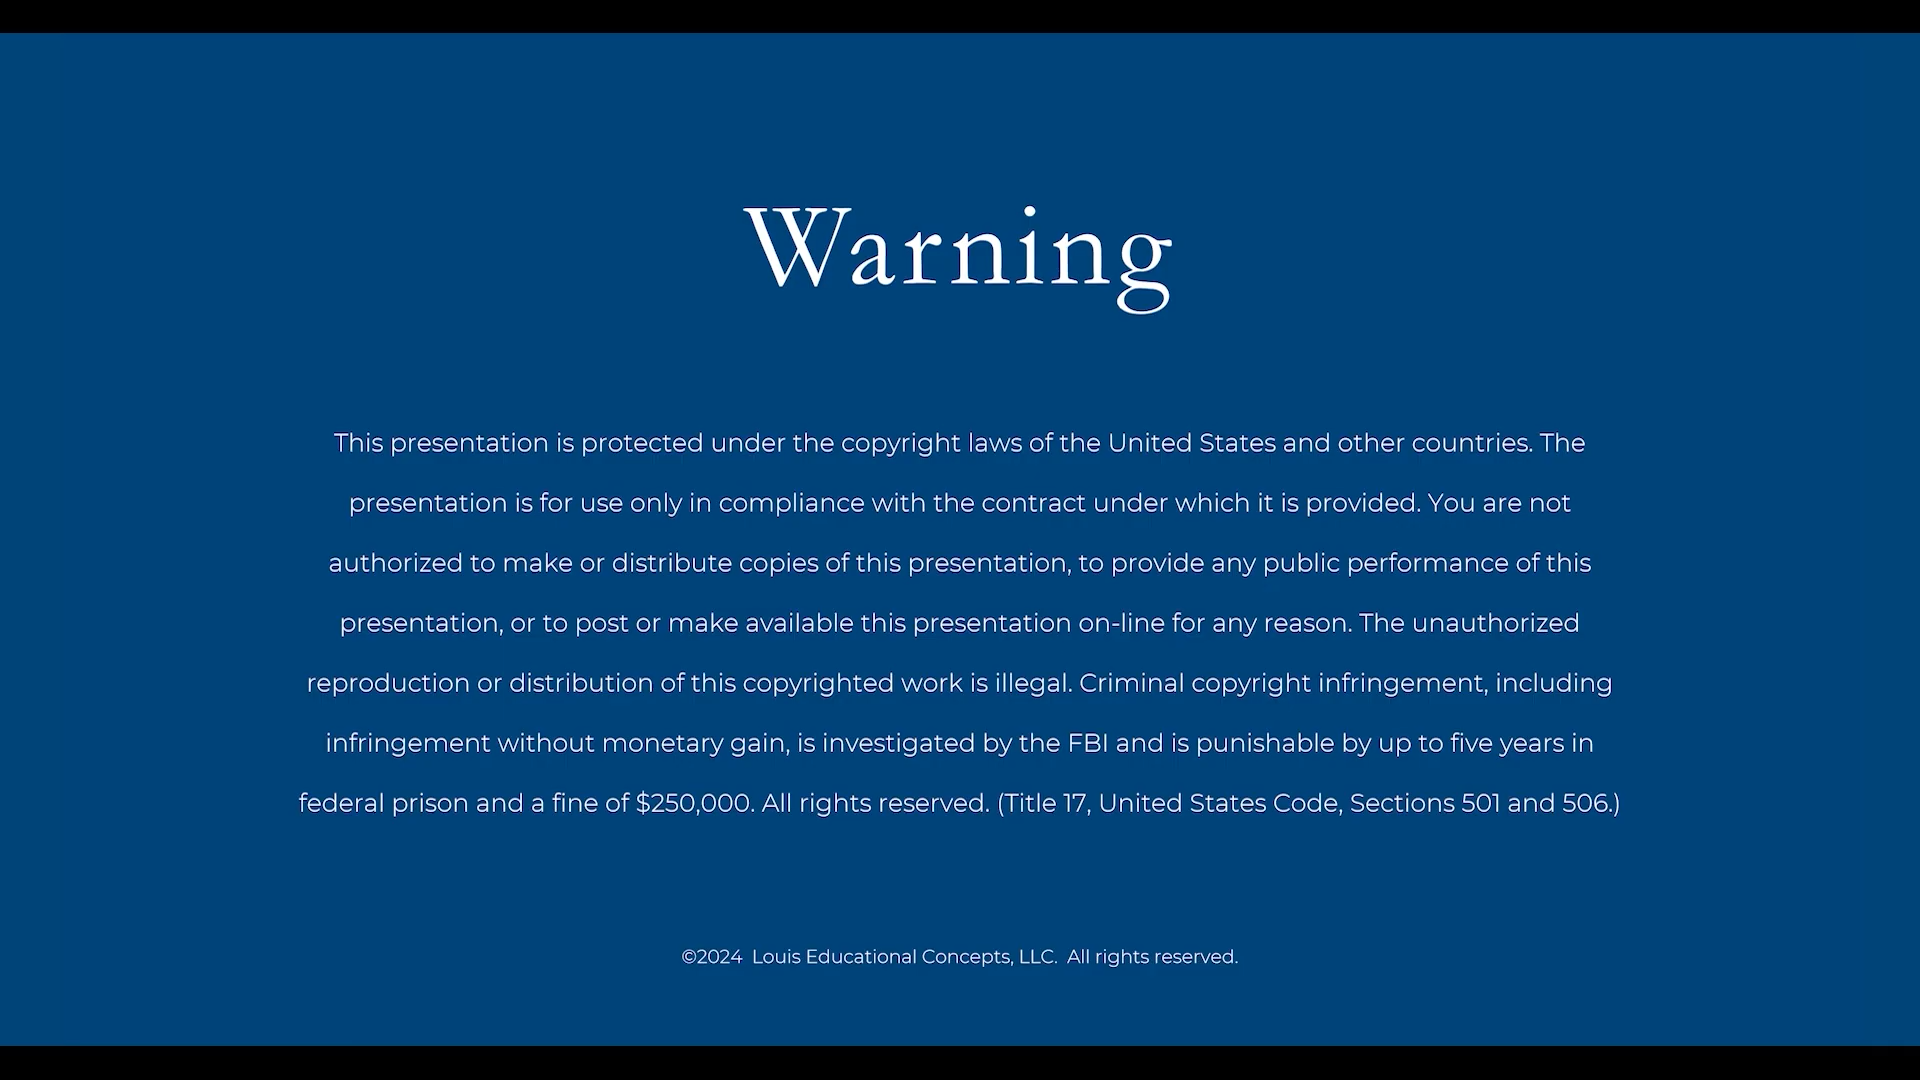 Warning
This presentation is protected under the copyright laws of the United States and other countries. The
presentation is for use only in compliance with the contract under which it is provided. You are not
authorized to make or distribute copies of this presentation, to provide any public performance of this
presentation, or to post or make available this presentation on-line for any reason. The unauthorized
reproduction or distribution of this copyrighted work is illegal. Criminal copyright infringement, including
infringement without monetary gain, is investigated by the FBI and is punishable by up to five years in
federal prison and a fine of $250,000. All rights reserved. (Title 17, United States Code, Sections 501 and 506.)
©2024 Louis Educational Concepts, LLC. All rights reserved.